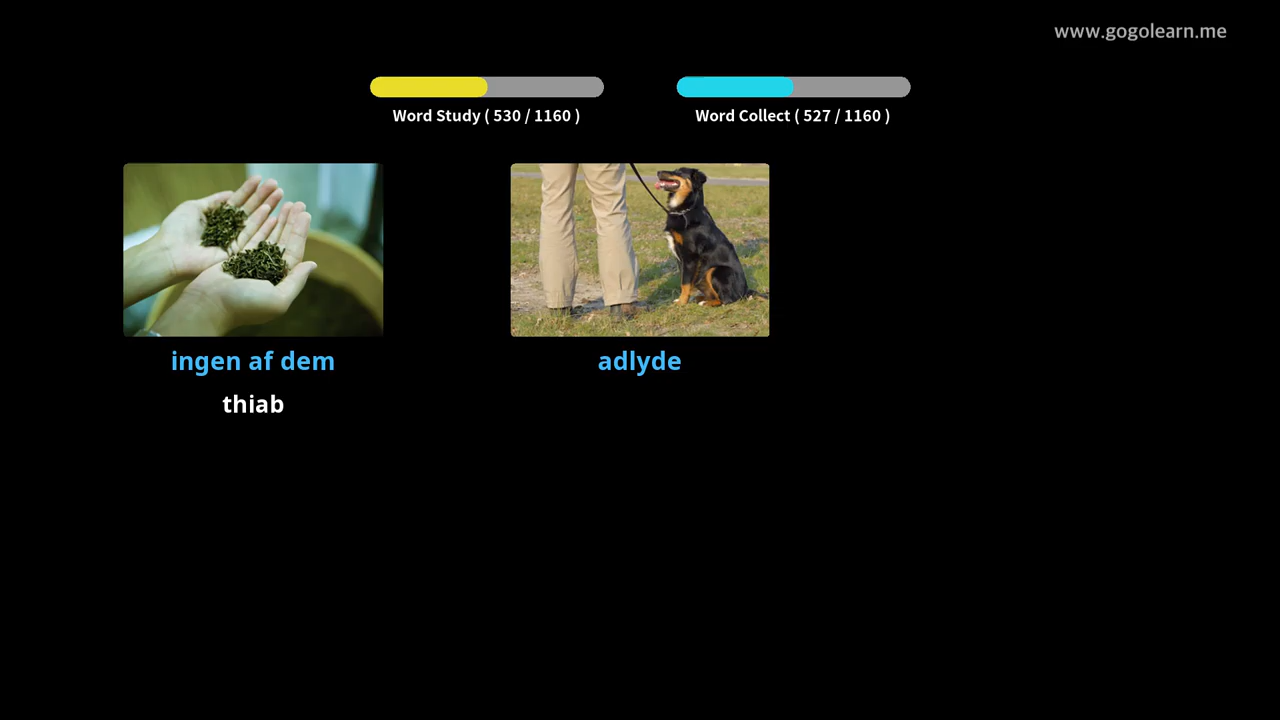 www.gogolearn.me
Word Study ( 530 / 1160 )
Word Collect ( 527 / 1160 )
ingen af dem
adlyde
thiab